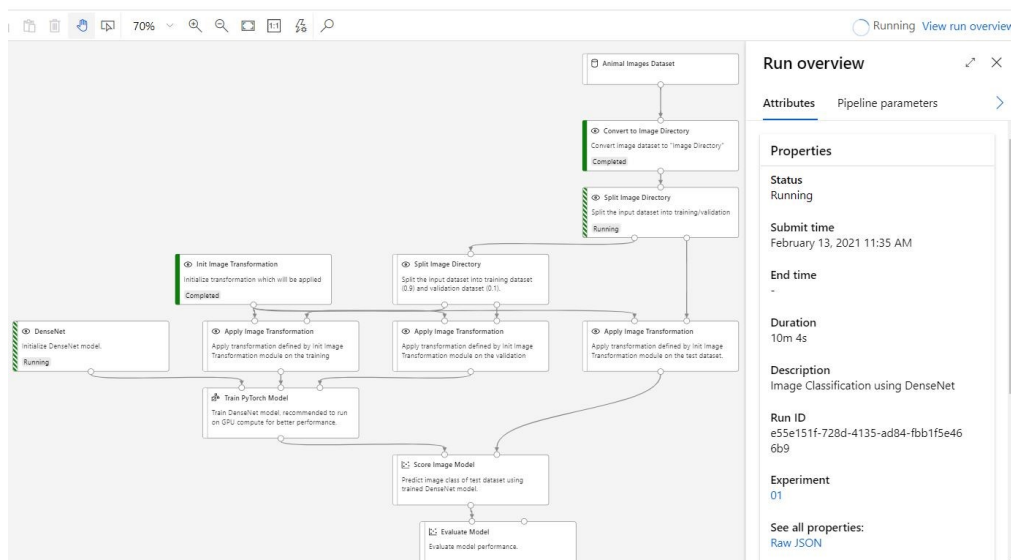 70%
1:1
Running View run overview
Animal Images Dataset
Convert to Image Directory
Convert image dataset to "Image Directory"
Completed
Split Image Directory
Split the input dataset into training/validation
Running
Init Image Transformation
Initialize transformation which will be applied
Completed
Split Image Directory
Split the input dataset into training dataset
(0.9) and validation dataset (0.1).
DenseNet
Initialize DenseNet model.
Running
Apply Image Transformation
Apply transformation defined by Init Image
Transformation module on the training
Apply Image Transformation
Apply transformation defined by Init Image
Transformation module on the validation
Apply Image Transformation
Apply transformation defined by Init Image
Transformation module on the test dataset.
Train PyTorch Model
Train DenseNet model, recommended to run
on GPU compute for better performance.
Score Image Model
Predict image class of test dataset using
trained DenseNet model.
Evaluate Model
Evaluate model performance.
Run overview
Attributes Pipeline parameters
Properties
Status
Running
Submit time
February 13, 2021 11:35 AM
End time
-
Duration
10m 4s
Description
Image Classification using DenseNet
Run ID
e55e151f-728d-4135-ad84-fbb1f5e46
6b9
Experiment
01
See all properties:
Raw JSON